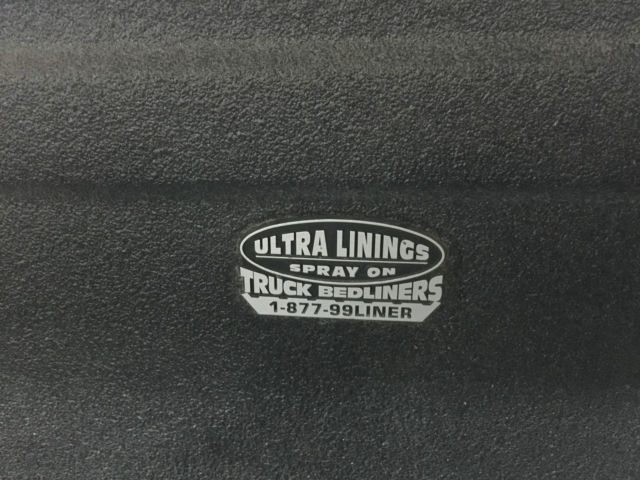 ULTRA LININGS
SPRAY ON
TRUCK BEDLINERS
1-877-99LINER